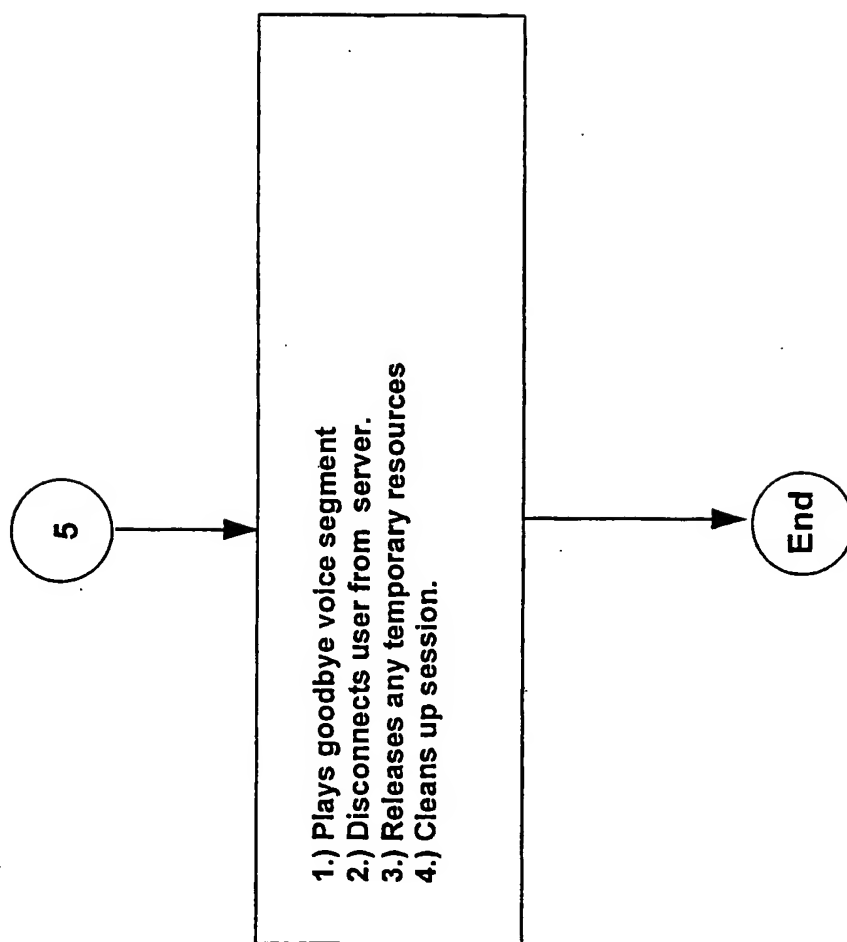 5
1.) Plays goodbye voice segment
2.) Disconnects user from server.
3.) Releases any temporary resources
4.) Cleans up session.
End